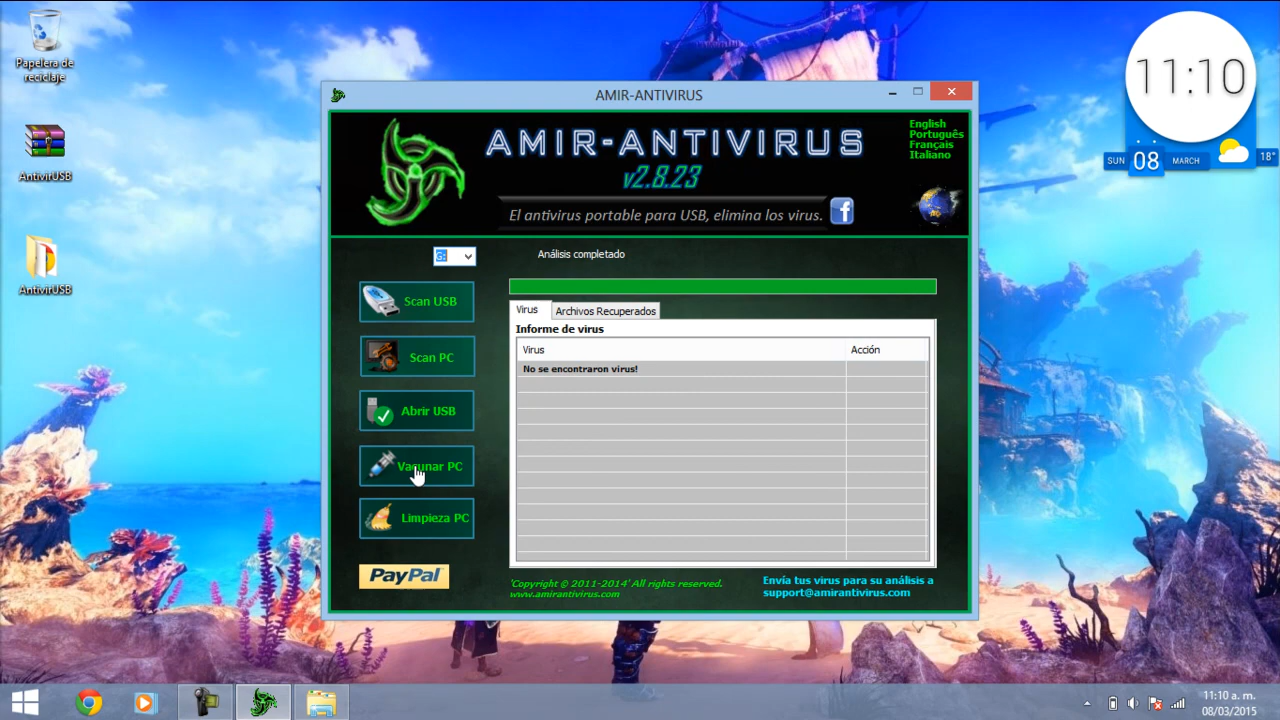 Papelera de
reciclaje
AntivirUSB
AntivirUSB
11:10
SUN 08 MARCH 18°
AMIR-ANTIVIRUS
AMIR-ANTIVIRUS
v2.8.23
El antivirus portable para USB, elimina los virus.
f
English
Português
Français
Italiano
G:
Análisis completado
Scan USB
Scan PC
Abrir USB
Vacunar PC
Limpieza PC
PayPal
Virus
Archivos Recuperados
Informe de virus
Virus Acción
No se encontraron virus!
'Copyright © 2011-2014' All rights reserved.
www.amirantivirus.com
Envía tus virus para su análisis a
support@amirantivirus.com
11:10 a. m.
08/03/2015